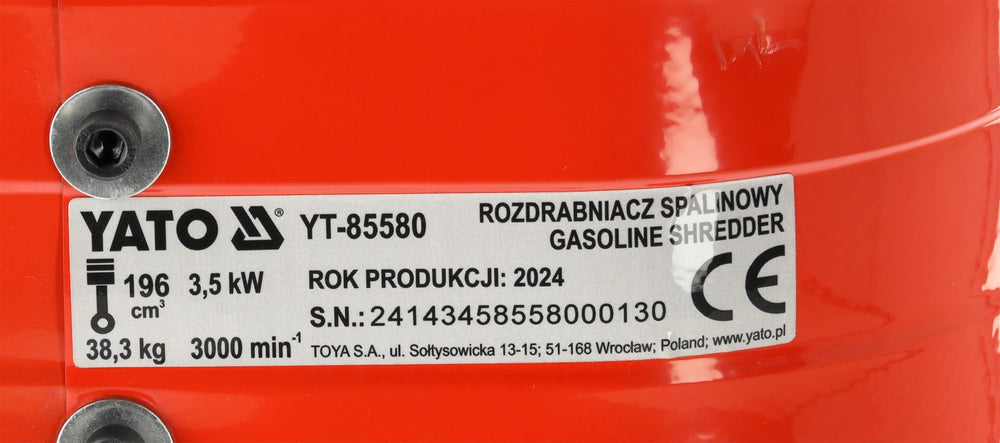 YATO ® YT-85580
ROZDRABNIACZ SPALINOWY
GASOLINE SHREDDER
196 cm³ 3,5 kW
ROK PRODUKCJI: 2024
CE
S.N.: 24143458558000130
38,3 kg 3000 min⁻¹
TOYA S.A., ul. Sołtysowicka 13-15; 51-168 Wrocław; Poland; www.yato.pl